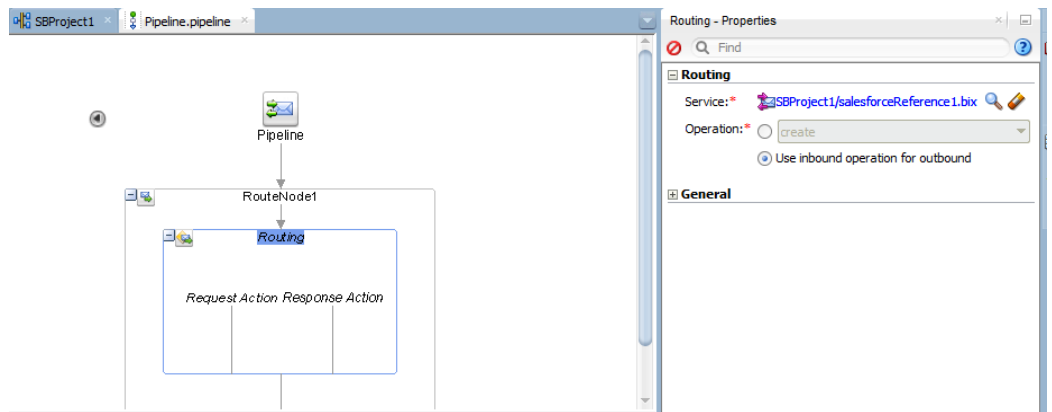 SBProject1
Pipeline.pipeline
Pipeline
RouteNode1
Routing
Request Action Response Action
Routing - Properties
Find
Routing
Service:* SBProject1/salesforceReference1.bix
Operation:* create
Use inbound operation for outbound
General